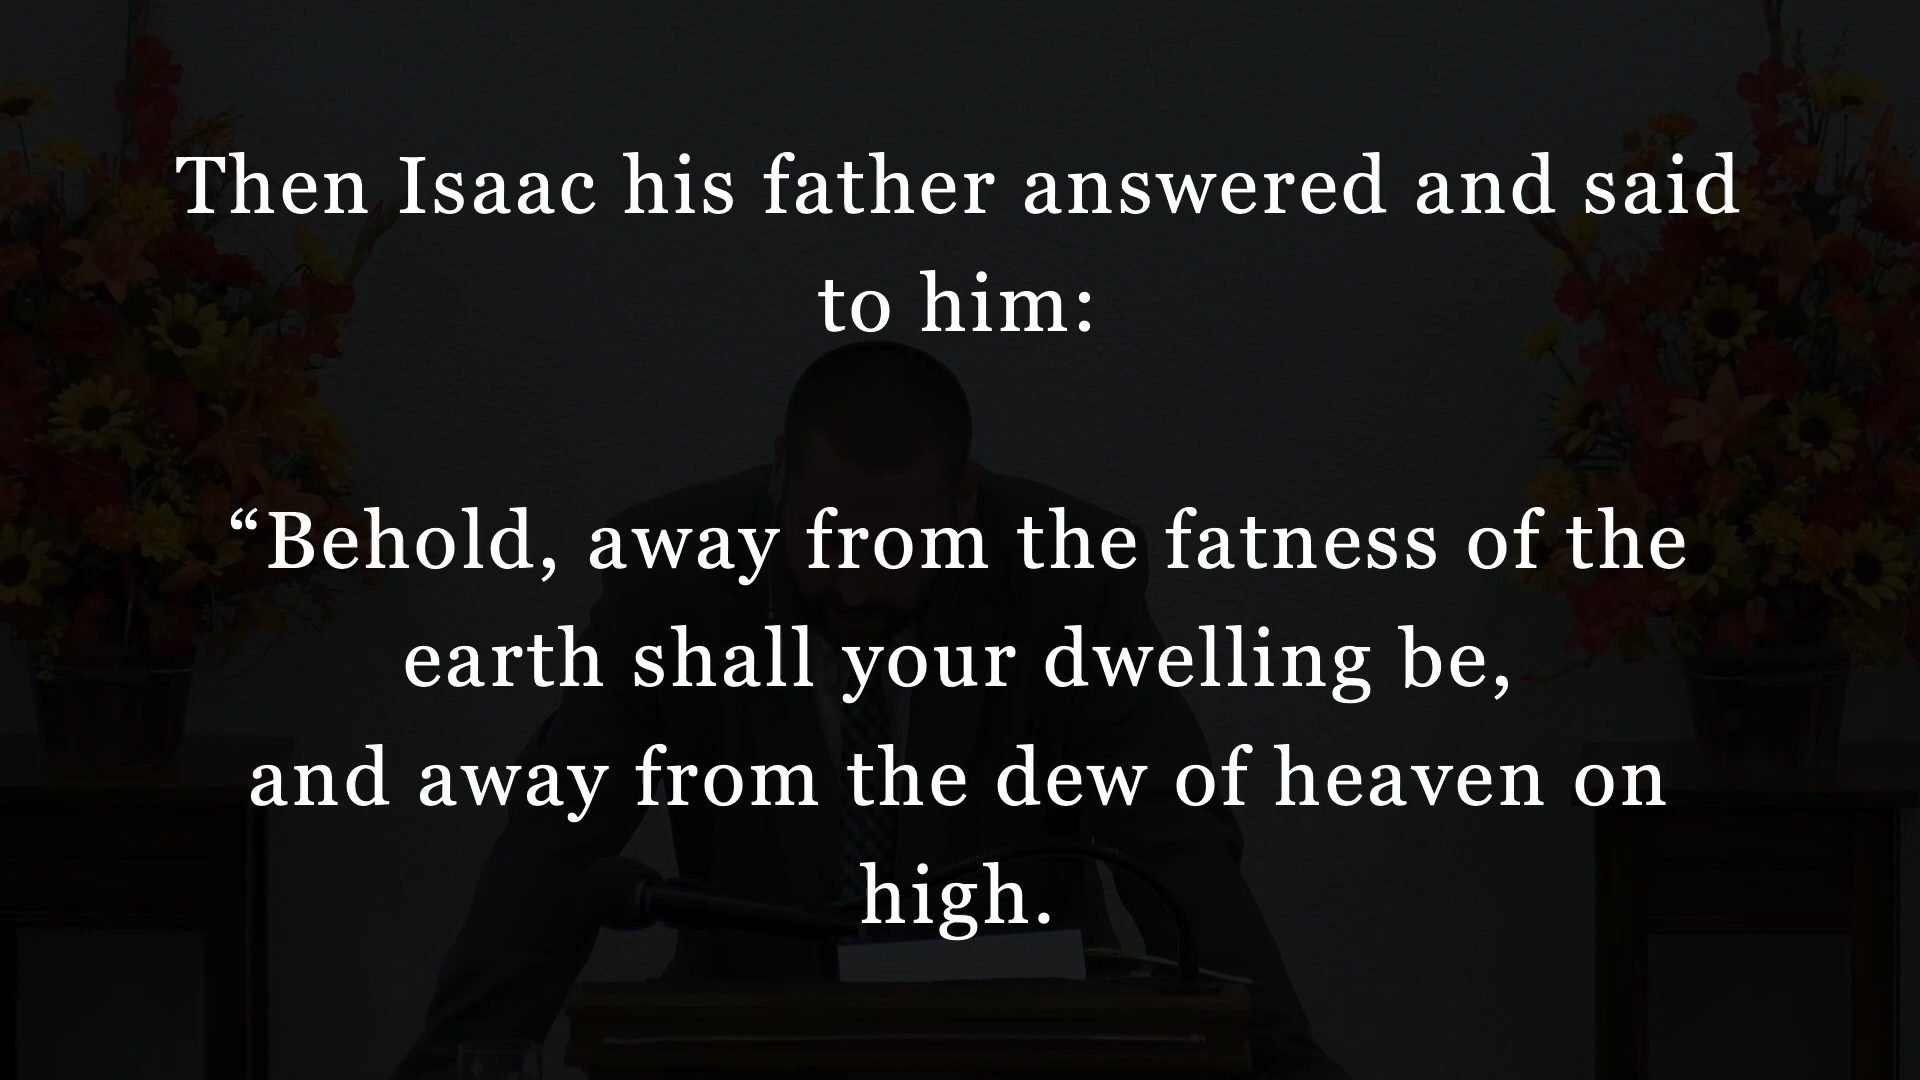 Then Isaac his father answered and said
to him:
“Behold, away from the fatness of the
earth shall your dwelling be,
and away from the dew of heaven on
high.